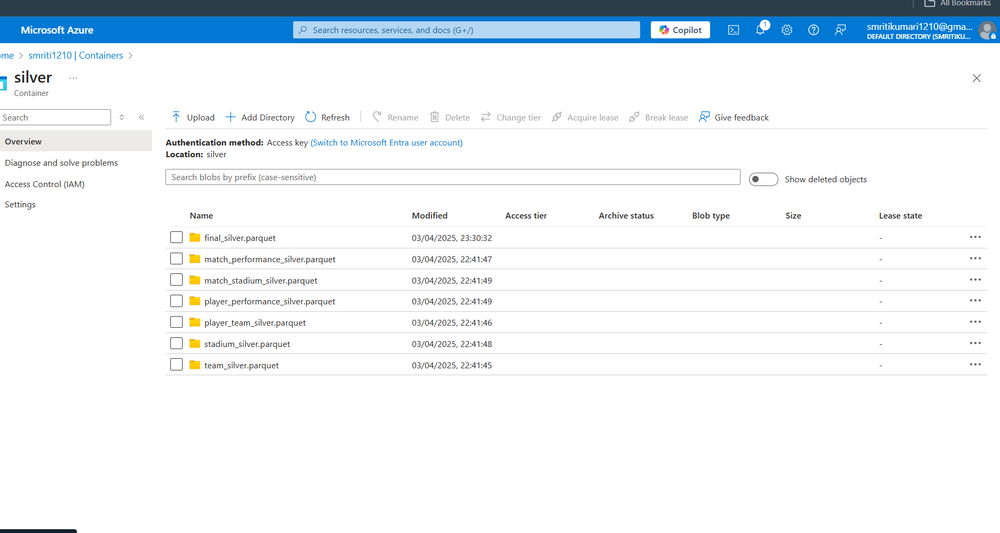 All Bookmarks
Microsoft Azure
Search resources, services, and docs (G+/)
Copilot
1
smritikumari1210@gma...
DEFAULT DIRECTORY (SMRITIKU...
ome > smriti1210 | Containers >
silver ...
Container
Search
Upload
Add Directory
Refresh
Rename
Delete
Change tier
Acquire lease
Break lease
Give feedback
Overview
Diagnose and solve problems
Access Control (IAM)
Settings
Authentication method: Access key (Switch to Microsoft Entra user account)
Location: silver
Search blobs by prefix (case-sensitive)
Show deleted objects
Name Modified Access tier Archive status Blob type Size Lease state
final_silver.parquet 03/04/2025, 23:30:32 - ...
match_performance_silver.parquet 03/04/2025, 22:41:47 - ...
match_stadium_silver.parquet 03/04/2025, 22:41:49 - ...
player_performance_silver.parquet 03/04/2025, 22:41:49 - ...
player_team_silver.parquet 03/04/2025, 22:41:46 - ...
stadium_silver.parquet 03/04/2025, 22:41:48 - ...
team_silver.parquet 03/04/2025, 22:41:45 - ...